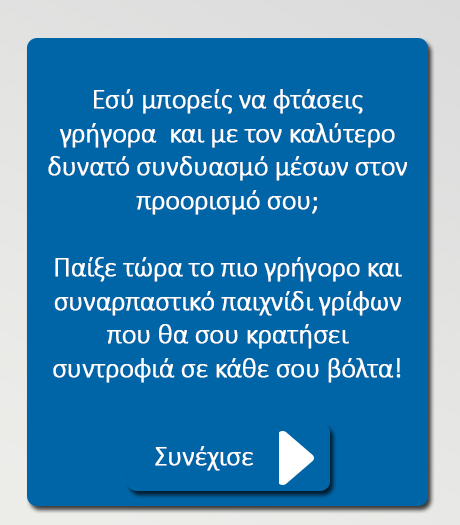 Εσύ μπορείς να φτάσεις
γρήγορα  και με τον καλύτερο
δυνατό συνδυασμό μέσων στον
προορισμό σου;
Παίξε τώρα το πιο γρήγορο και
συναρπαστικό παιχνίδι γρίφων
που θα σου κρατήσει
συντροφιά σε κάθε σου βόλτα!
Συνέχισε